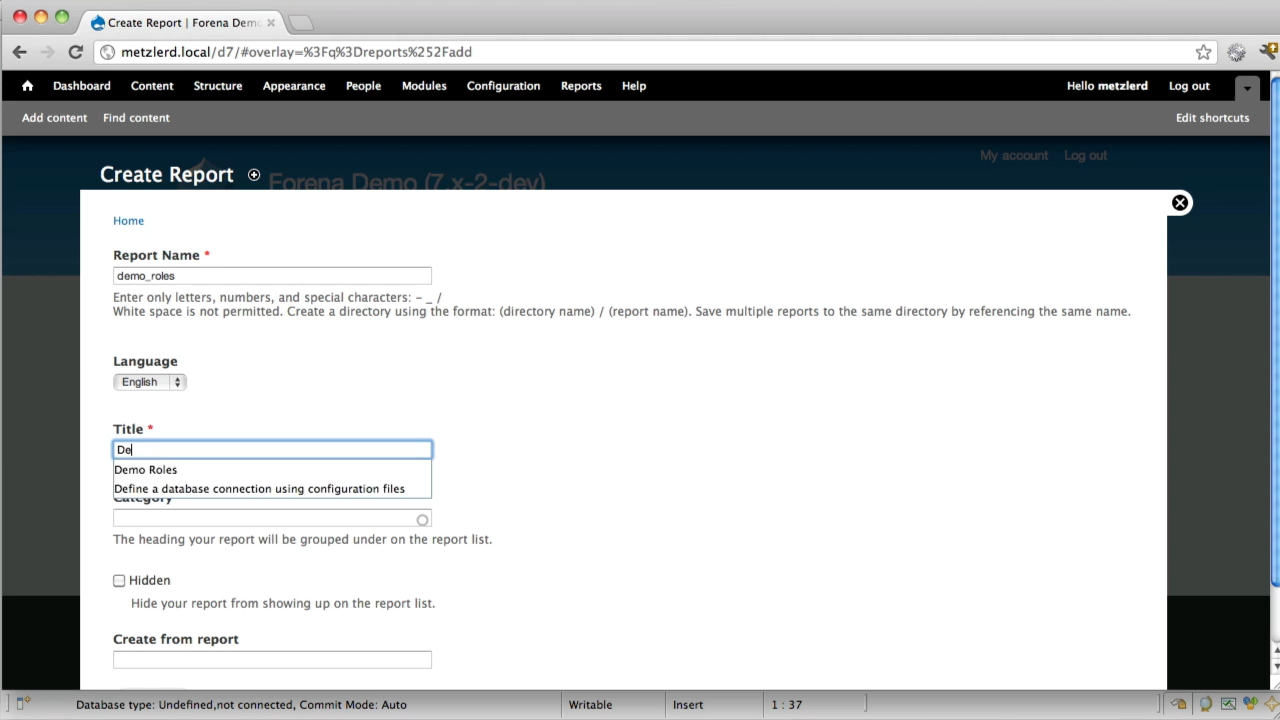 Create Report | Forena Demo
metzlerd.local/d7/#overlay=%3Fq%3Dreports%252Fadd
Dashboard Content Structure Appearance People Modules Configuration Reports Help Hello metzlerd Log out
Add content Find content Edit shortcuts
My account Log out
Create Report
Forena Demo (7.x-2-dev)
Home
Report Name *
demo_roles
Enter only letters, numbers, and special characters: - _ /
White space is not permitted. Create a directory using the format: (directory name) / (report name). Save multiple reports to the same directory by referencing the same name.
Language
English
Title *
De
Demo Roles
Define a database connection using configuration files
Category
The heading your report will be grouped under on the report list.
Hidden
Hide your report from showing up on the report list.
Create from report
Database type: Undefined,not connected, Commit Mode: Auto Writable Insert 1 : 37